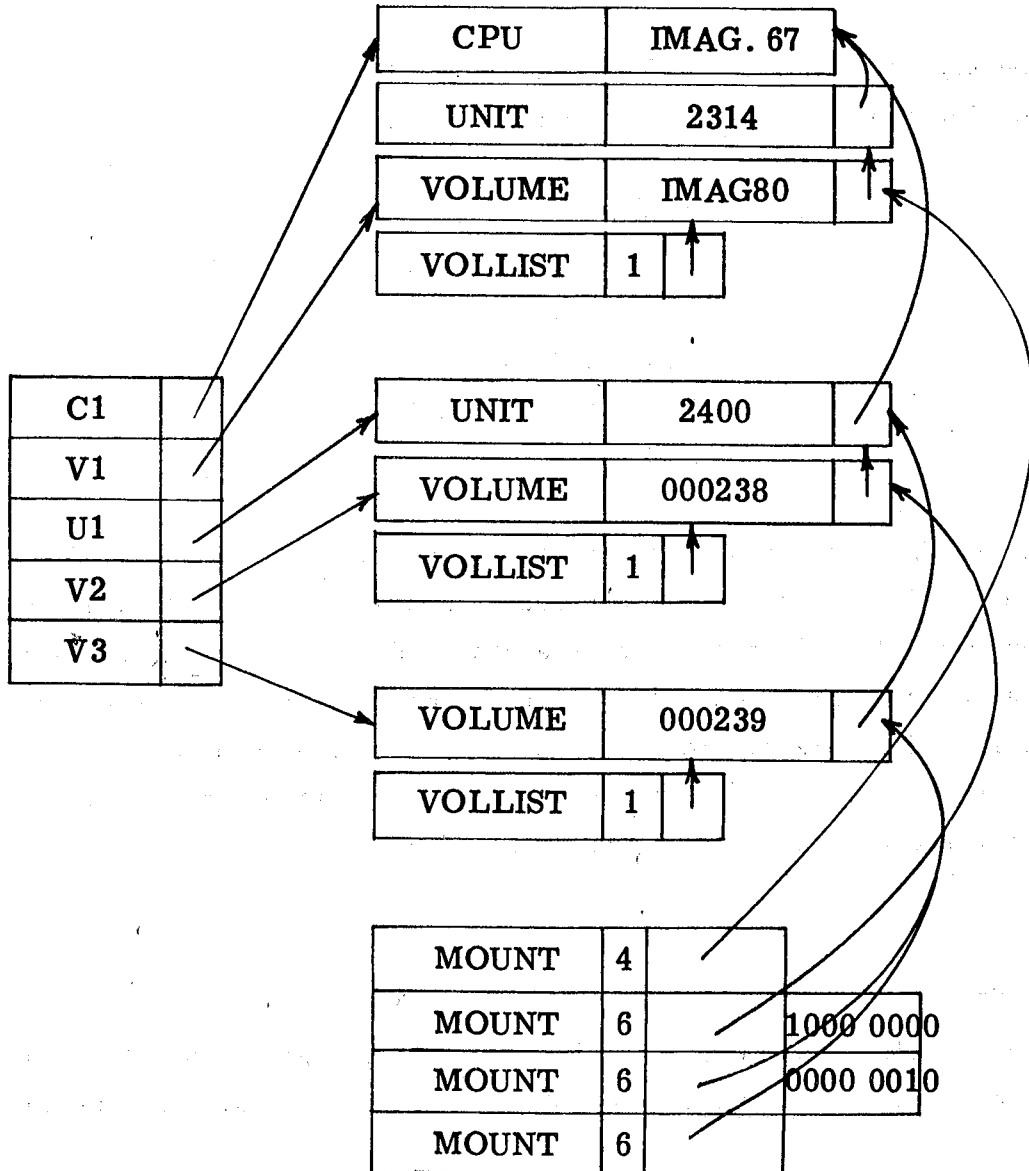 CPU IMAG. 67
UNIT 2314
VOLUME IMAG80
VOLLIST 1
C1
V1
U1
V2
V3
UNIT 2400
VOLUME 000238
VOLLIST 1
VOLUME 000239
VOLLIST 1
MOUNT 4
MOUNT 6 1000 0000
MOUNT 6 0000 0010
MOUNT 6